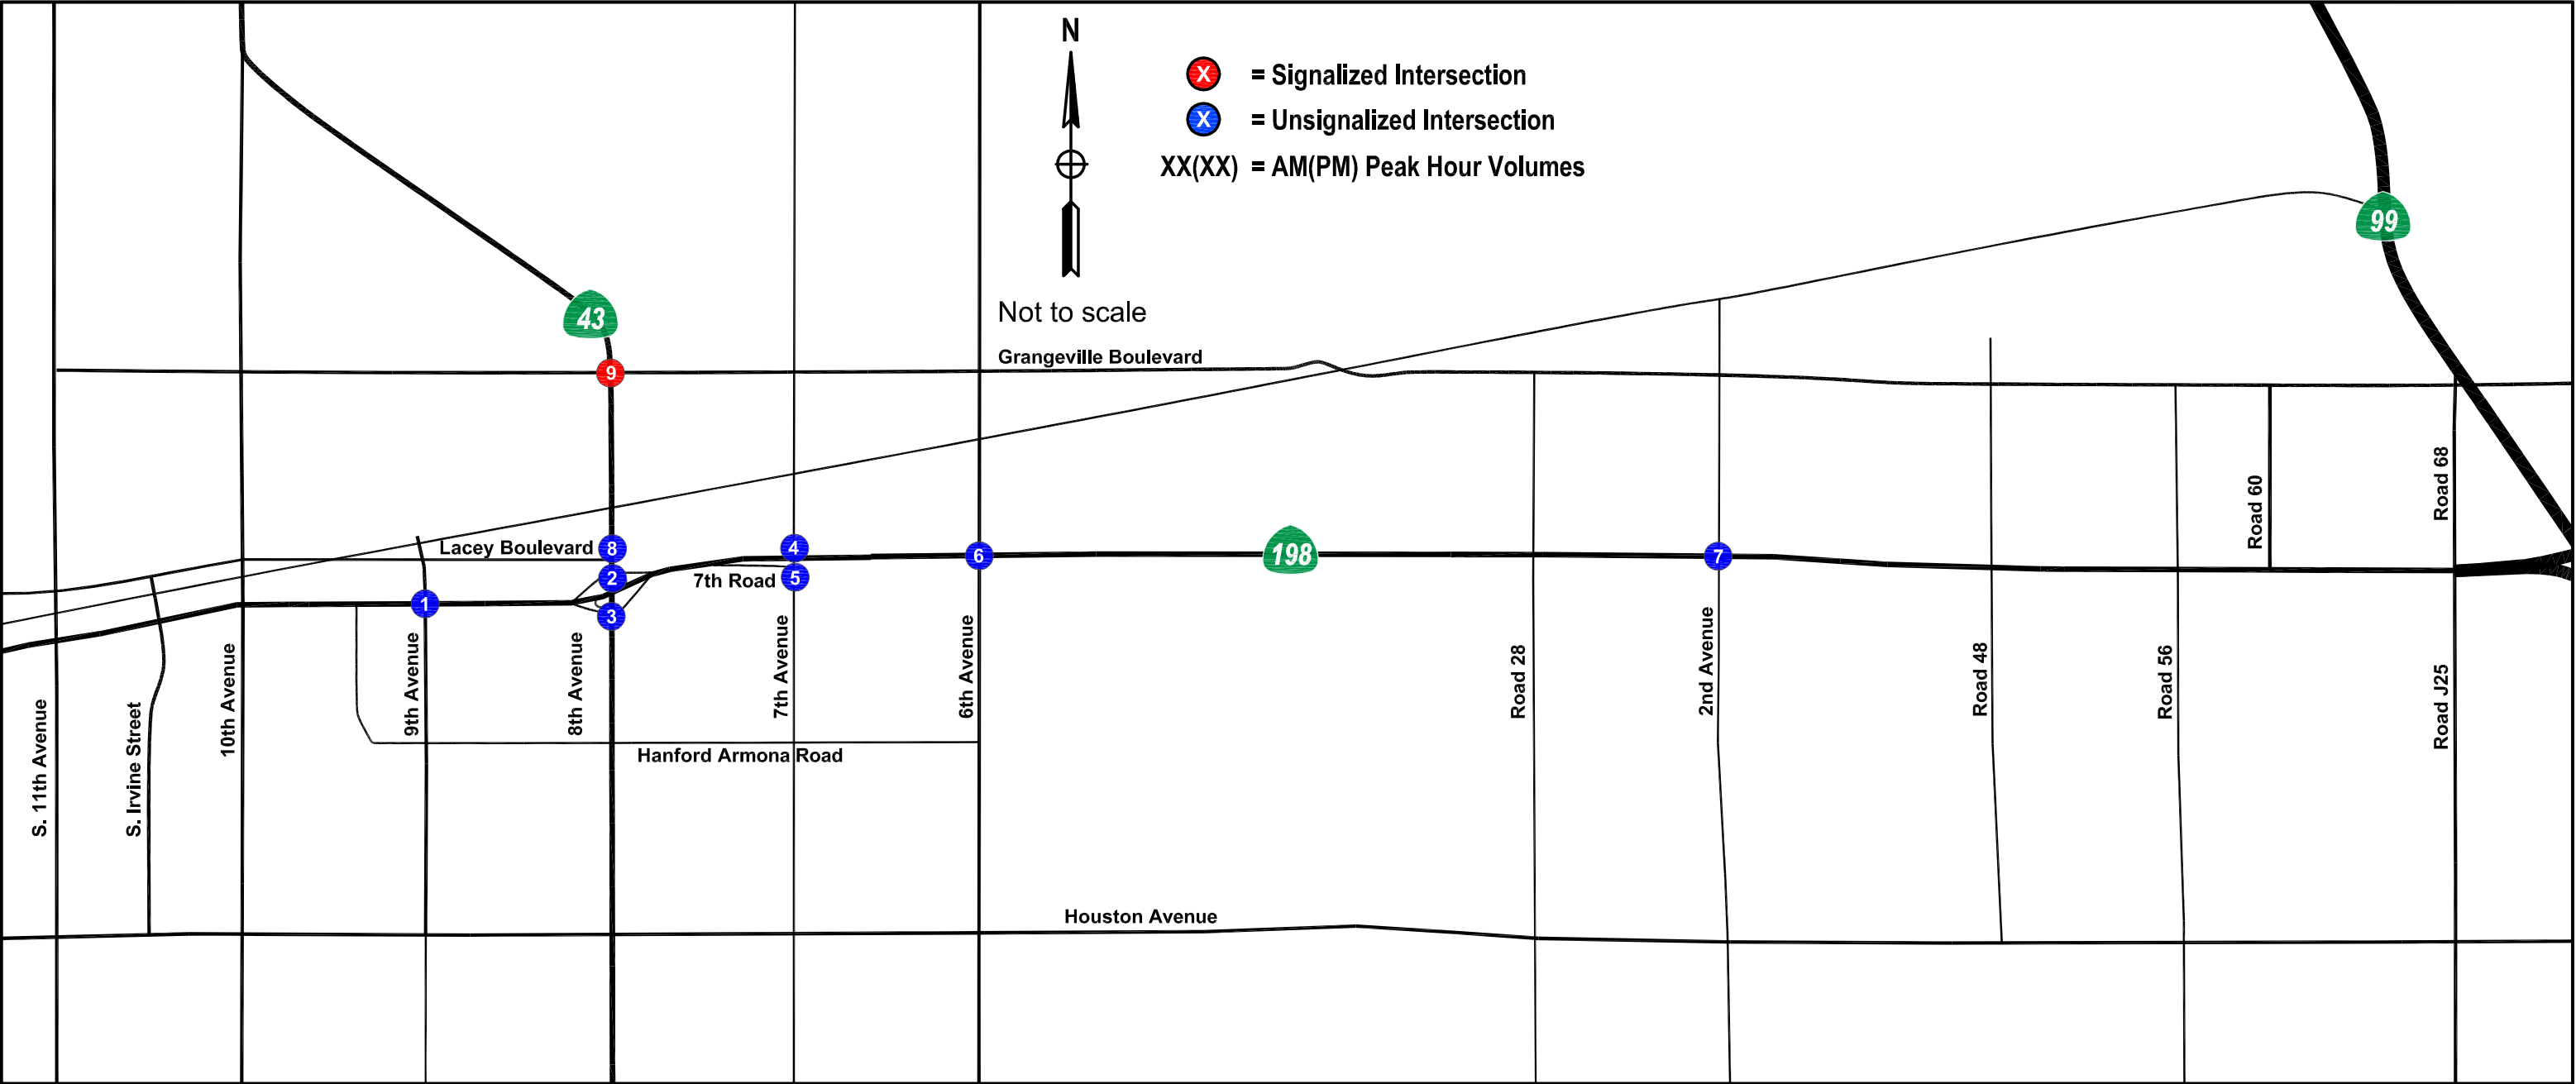 N
X = Signalized Intersection
X = Unsignalized Intersection
XX(XX) = AM(PM) Peak Hour Volumes
99
43
Not to scale
Grangeville Boulevard
9
Road 68
Road 60
Lacey Boulevard
8
4
6
198
7
2
7th Road
5
1
3
S. 11th Avenue
S. Irvine Street
10th Avenue
9th Avenue
8th Avenue
7th Avenue
6th Avenue
Road 28
2nd Avenue
Road 48
Road 56
Road J25
Hanford Armona Road
Houston Avenue